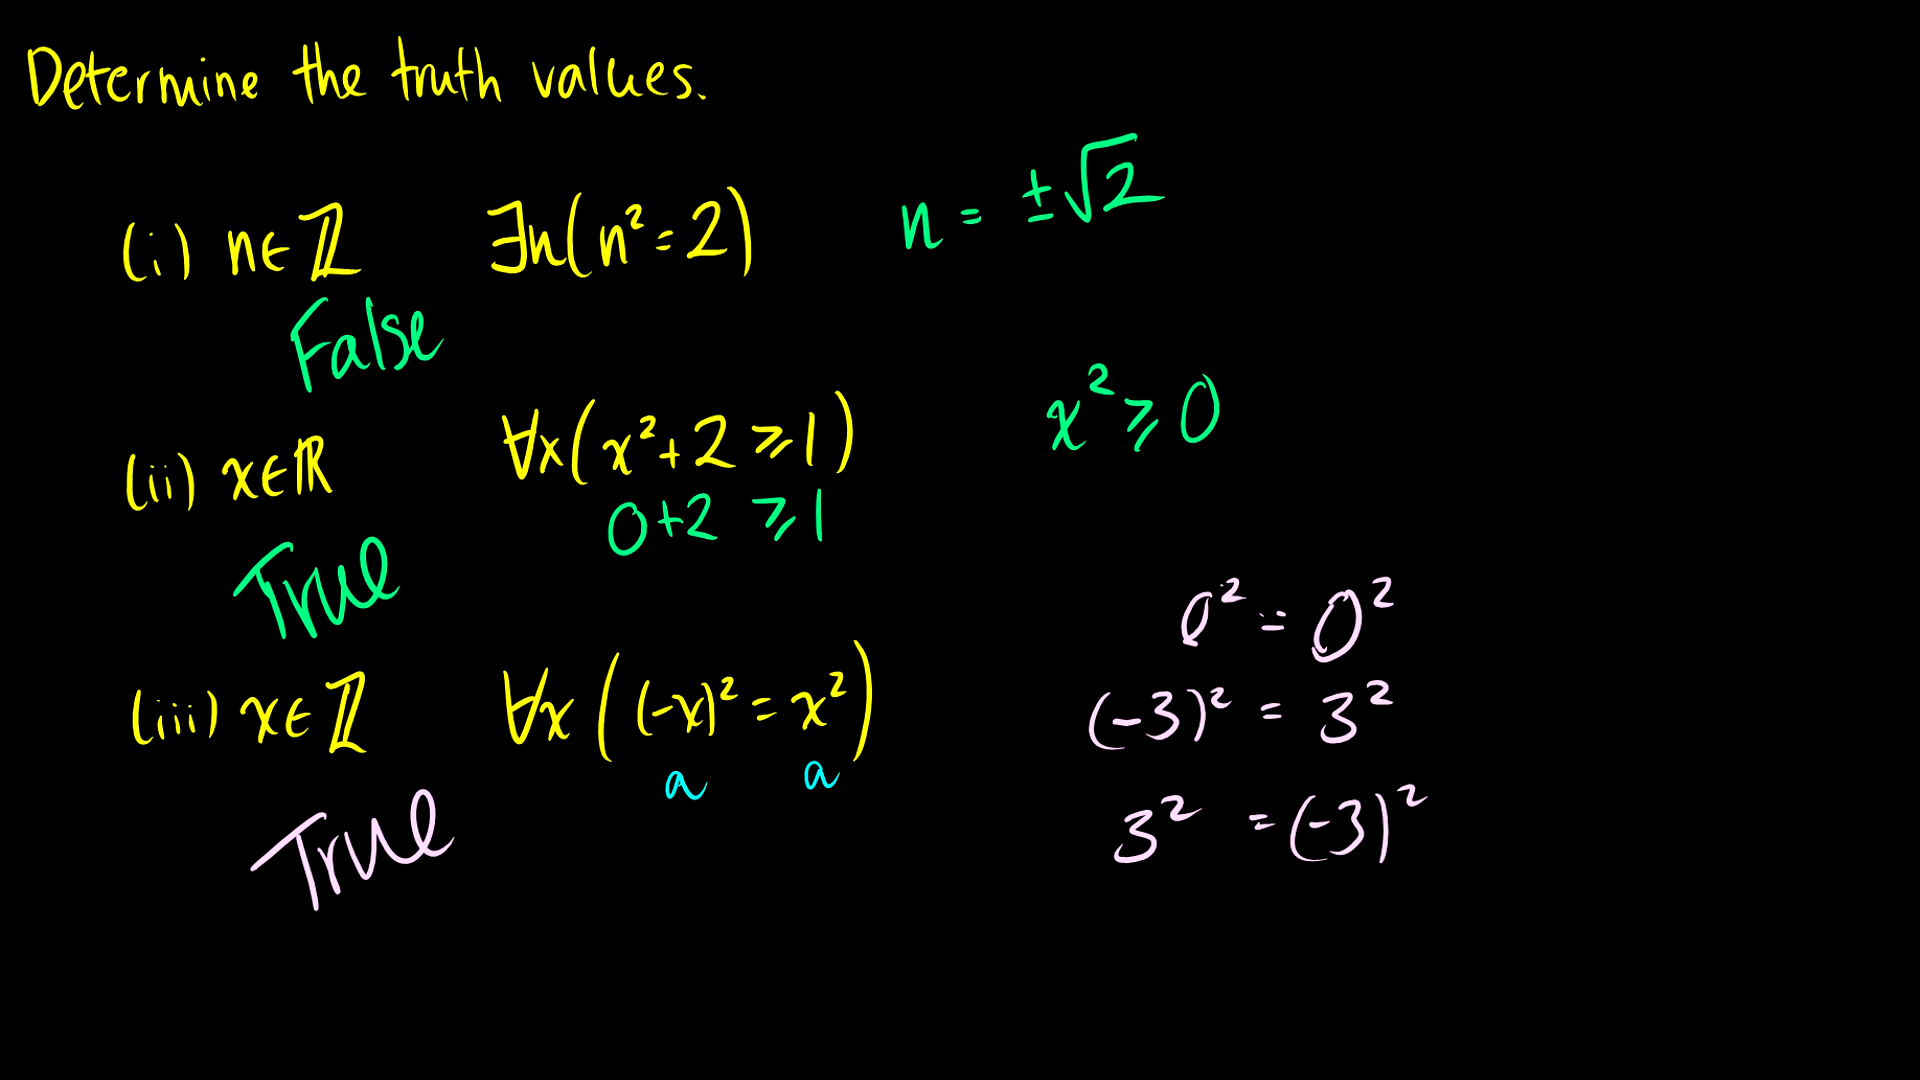 Determine the truth values.
(i) n∈ℤ ∃n(n²=2) n = ±√2
False
(ii) x∈ℝ ∀x(x²+2⩾1) x²⩾0
0+2⩾1
True
0² = 0²
(iii) x∈ℤ ∀x((-x)²=x²) (-3)² = 3²
a a
True 3² = (-3)²